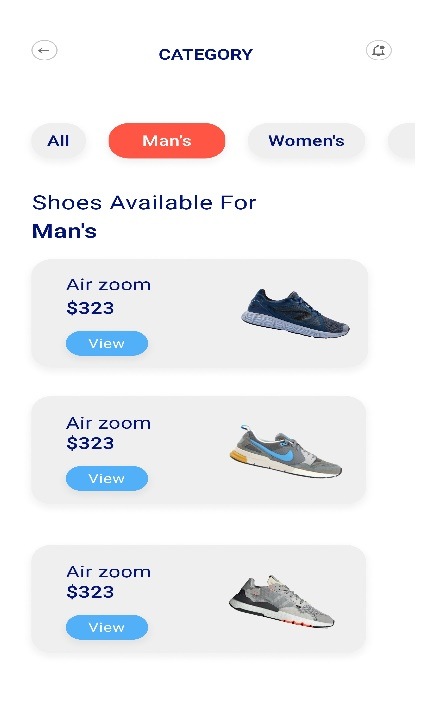 CATEGORY
All
Man's
Women's
Shoes Available For
Man's
Air zoom
$323
View
Air zoom
$323
View
Air zoom
$323
View